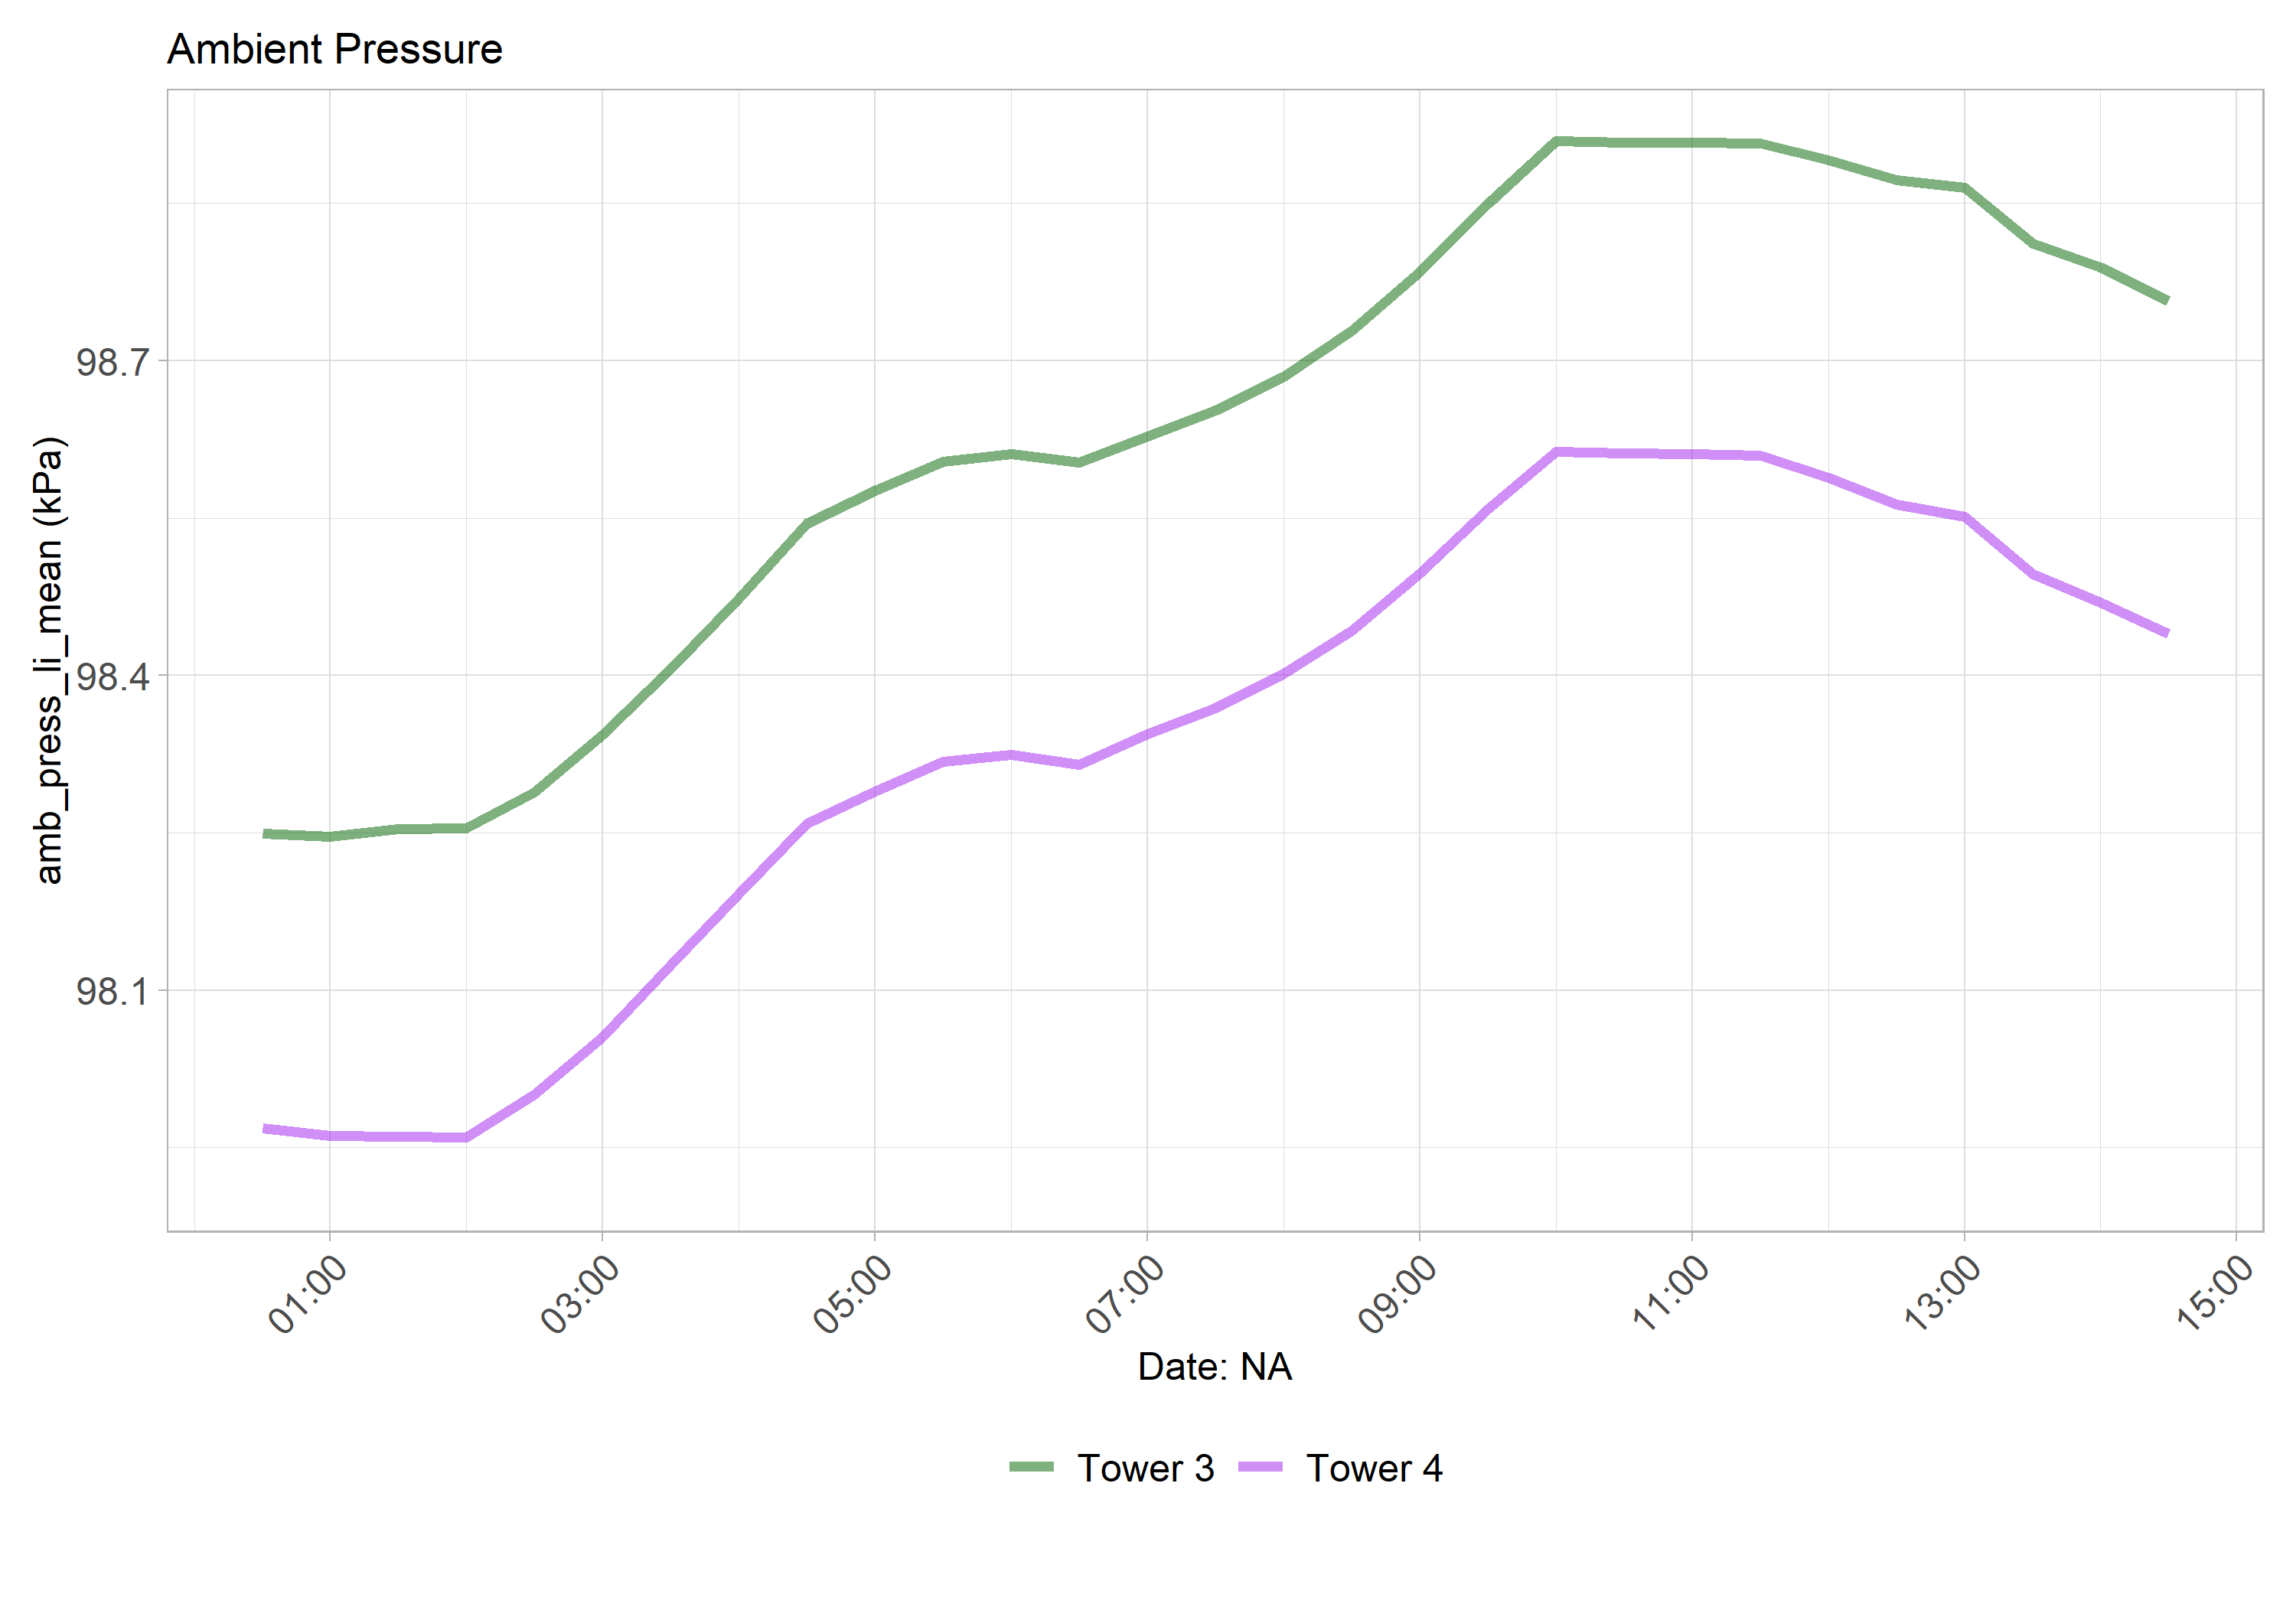 Ambient Pressure
amb_press_li_mean (kPa)
98.7
98.4
98.1
01:00 03:00 05:00 07:00 09:00 11:00 13:00 15:00
Date: NA
Tower 3 Tower 4